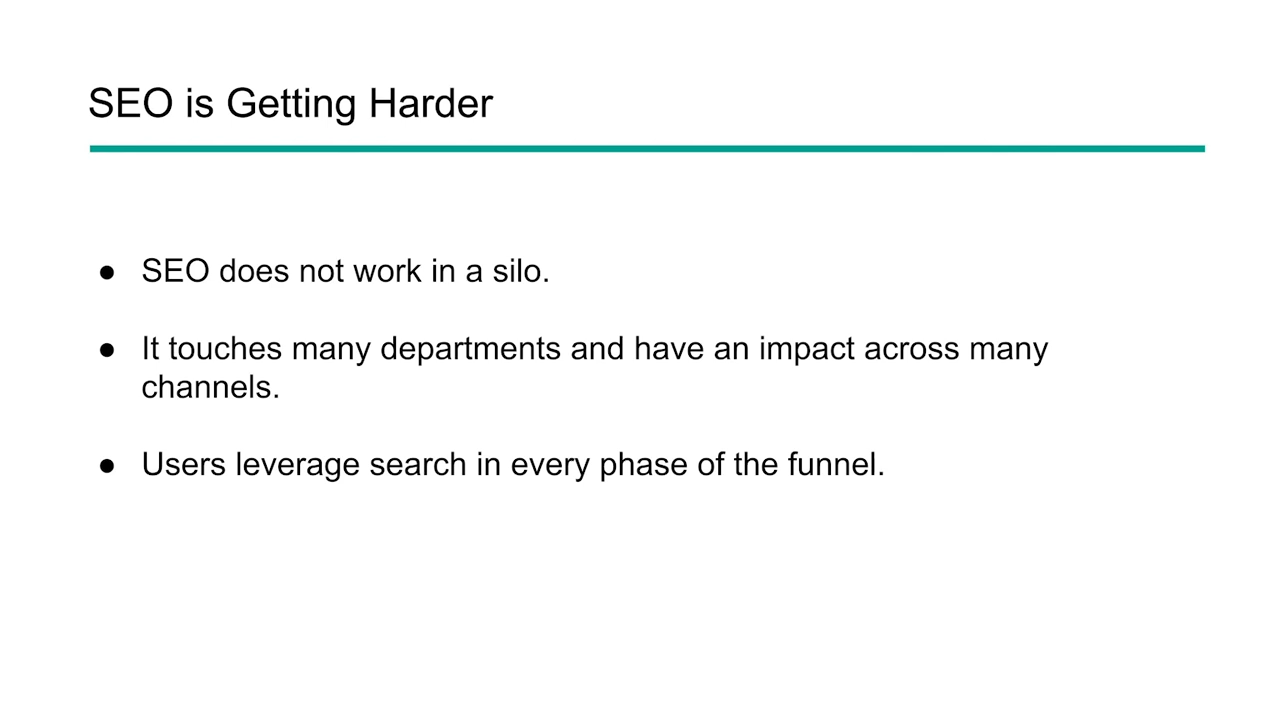 SEO is Getting Harder
● SEO does not work in a silo.
● It touches many departments and have an impact across many
channels.
● Users leverage search in every phase of the funnel.